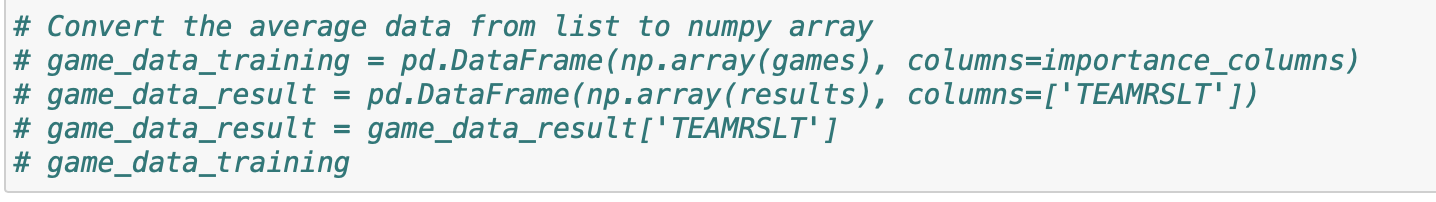 # Convert the average data from list to numpy array
# game_data_training = pd.DataFrame(np.array(games), columns=importance_columns)
# game_data_result = pd.DataFrame(np.array(results), columns=['TEAMRSLT'])
# game_data_result = game_data_result['TEAMRSLT']
# game_data_training